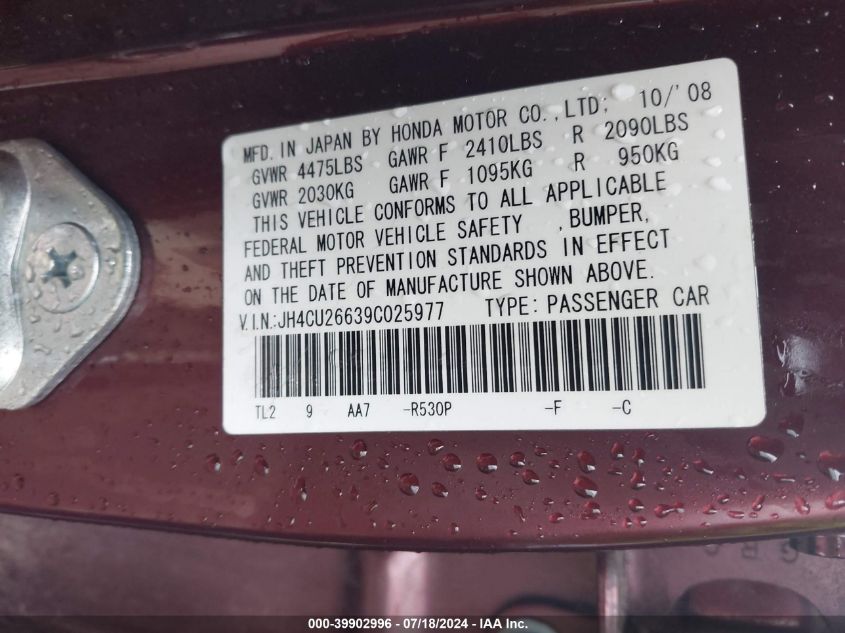 MFD. IN JAPAN BY HONDA MOTOR CO.,LTD; 10/'08
GVWR 4475LBS GAWR F 2410LBS R 2090LBS
GVWR 2030KG GAWR F 1095KG R 950KG
THIS VEHICLE CONFORMS TO ALL APPLICABLE
FEDERAL MOTOR VEHICLE SAFETY ,BUMPER,
AND THEFT PREVENTION STANDARDS IN EFFECT
ON THE DATE OF MANUFACTURE SHOWN ABOVE.
V.I.N.:JH4CU26639C025977 TYPE: PASSENGER CAR
TL2 9 AA7 -R530P -F -C
000-39902996 - 07/18/2024 - IAA Inc.